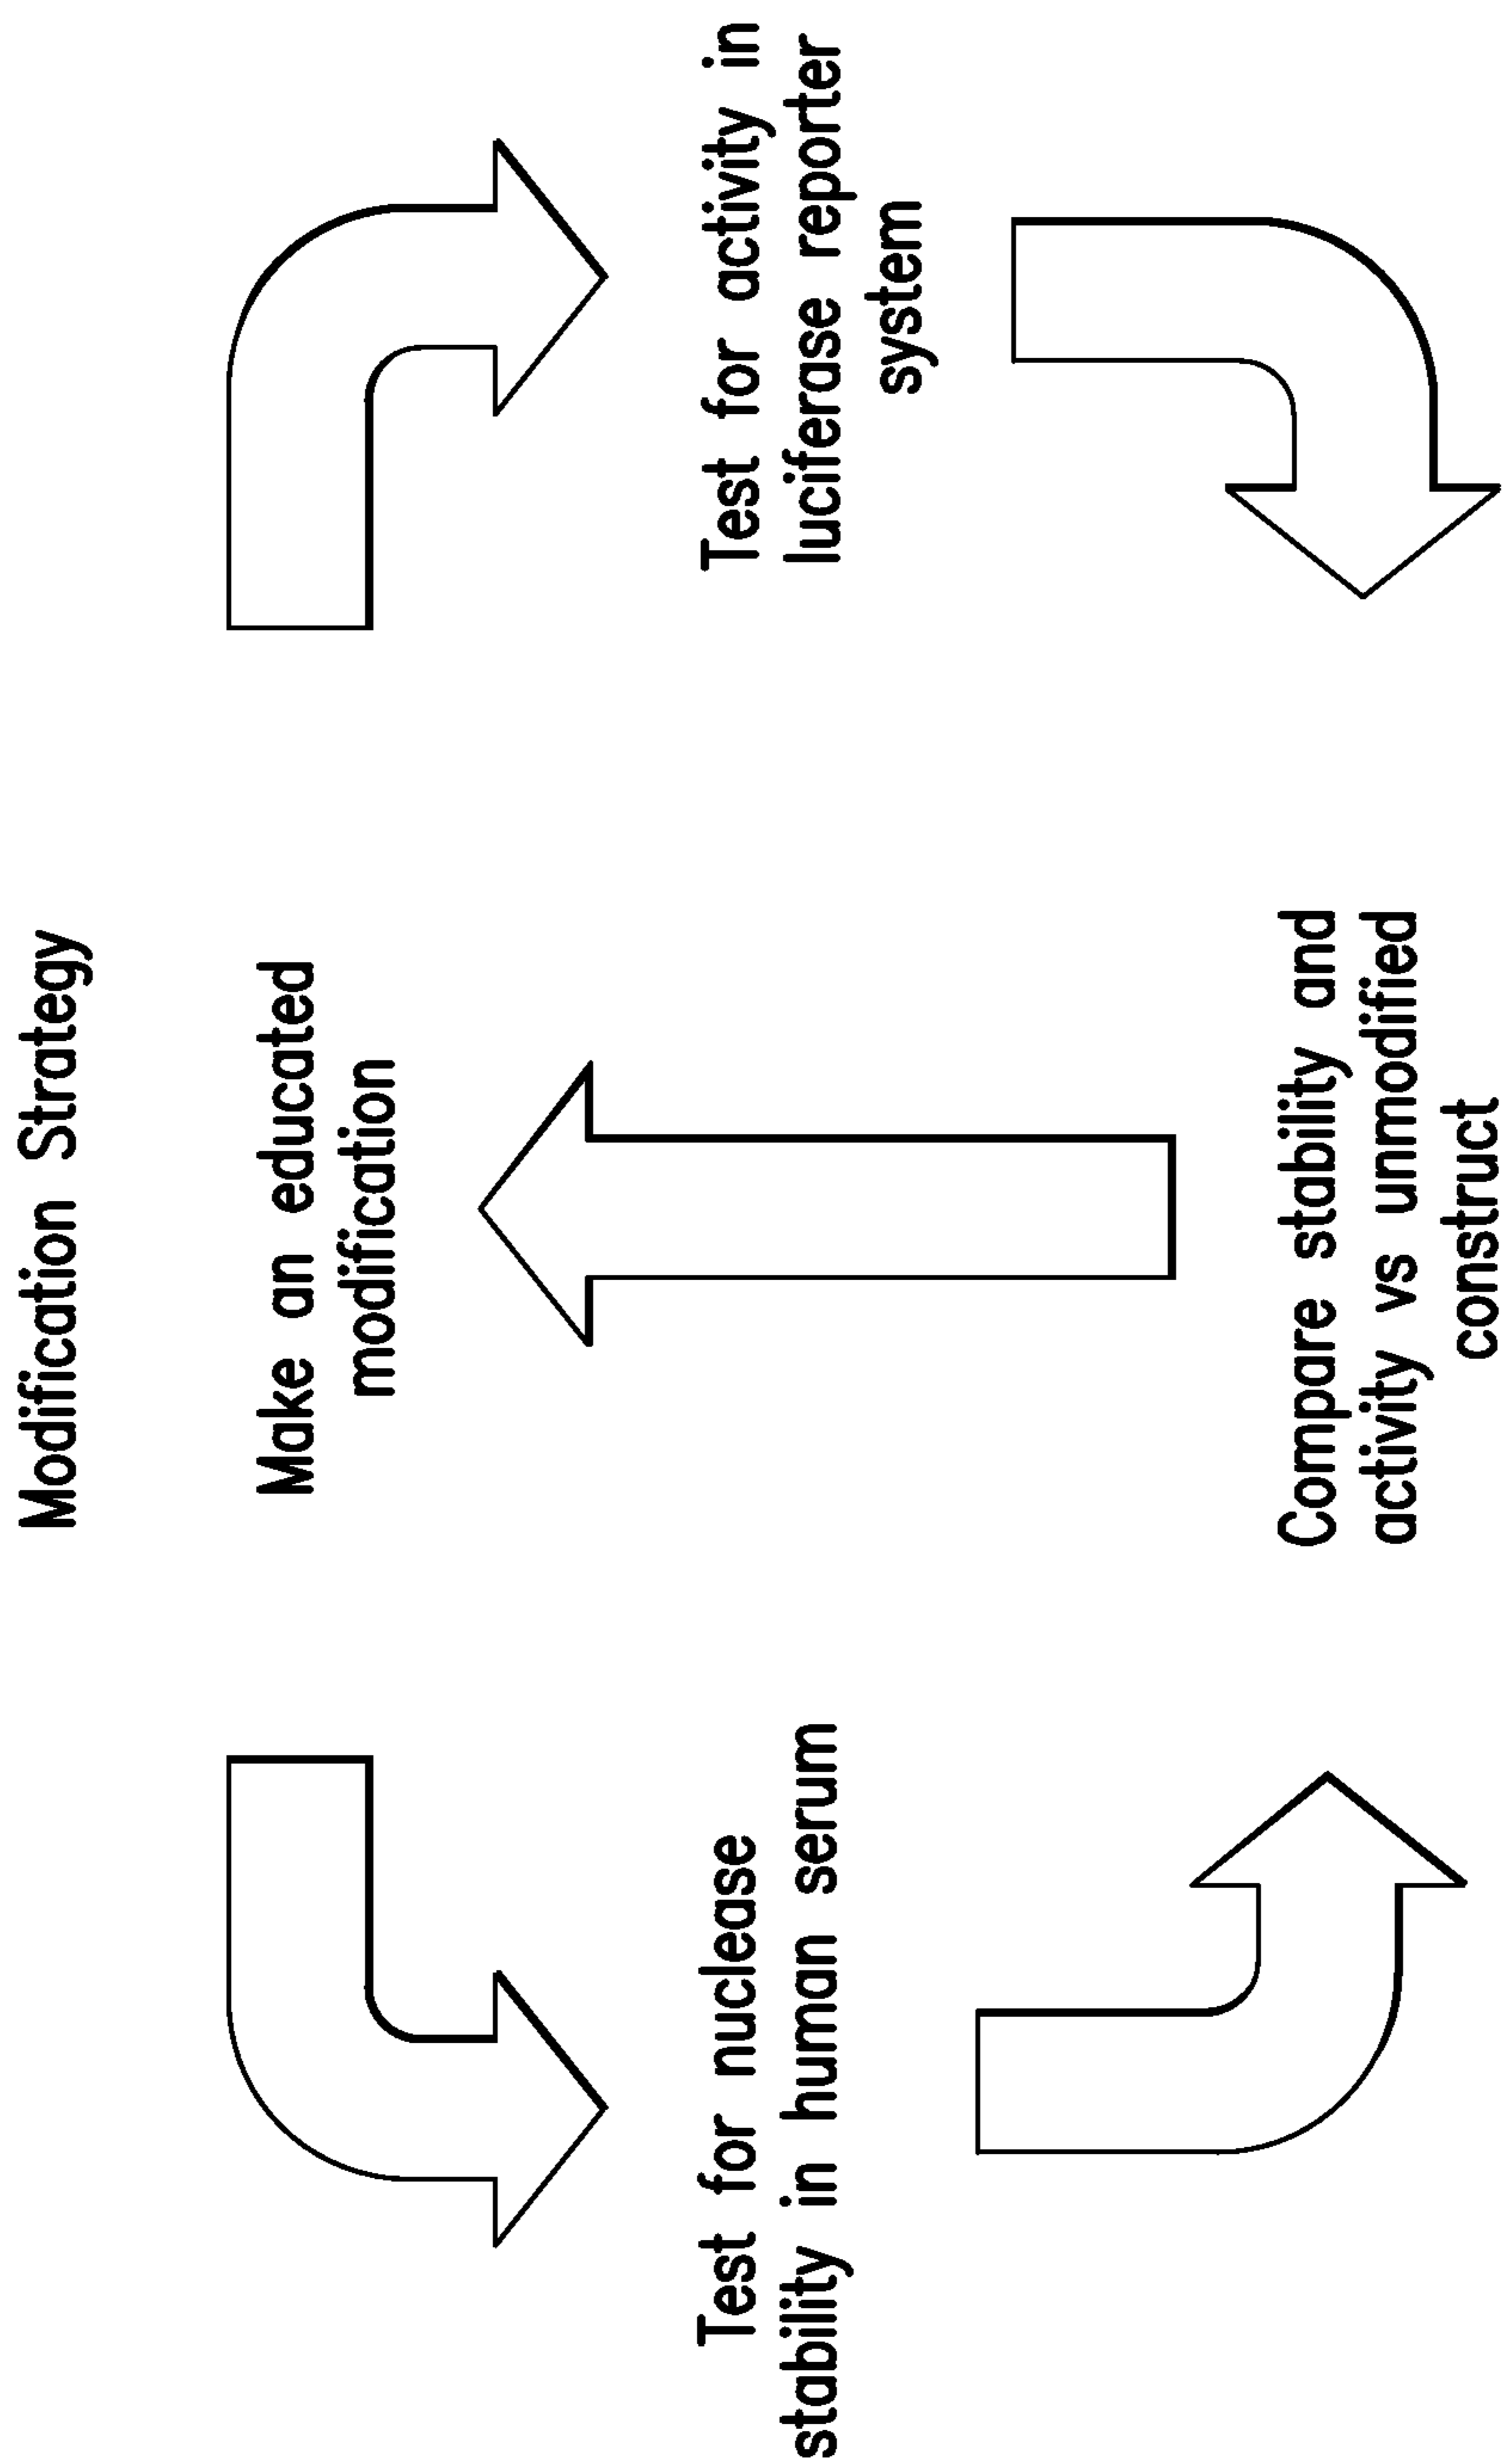 Modification Strategy
Make an educated
modification
Test for nuclease
stability in human serum
Test for activity in
luciferase reporter
system
Compare stability and
activity vs unmodified
construct